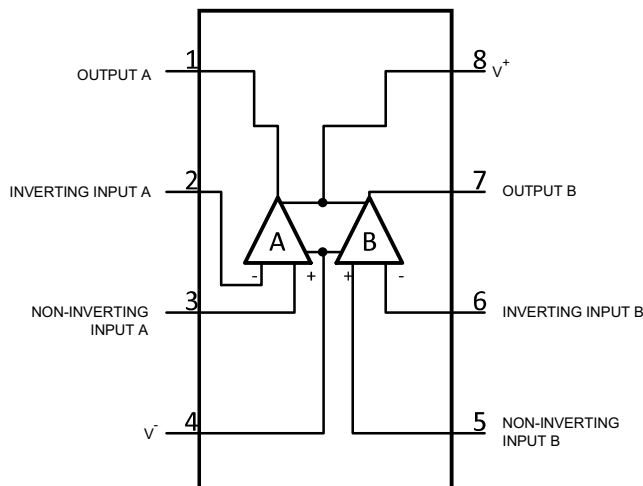 1
OUTPUT A
8
V+
2
INVERTING INPUT A
7
OUTPUT B
A
B
-
+
+
-
3
NON-INVERTING
INPUT A
6
INVERTING INPUT B
4
V-
5
NON-INVERTING
INPUT B